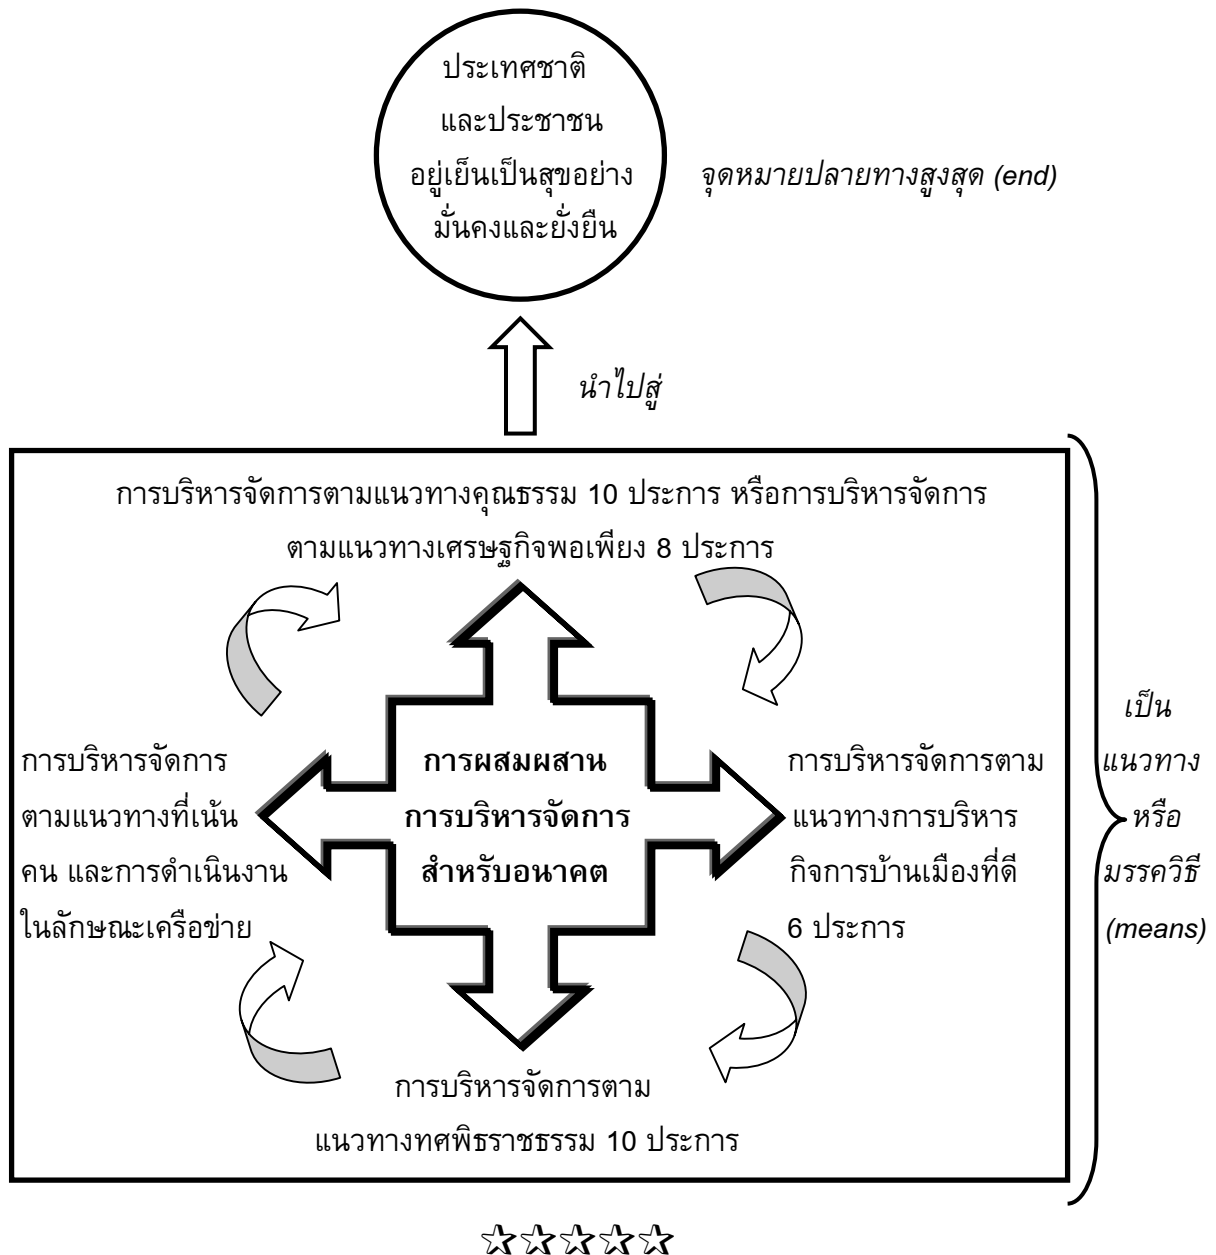 ประเทศชาติ
และประชาชน
อยู่เย็นเป็นสุขอย่าง
มั่นคงและยั่งยืน
จุดหมายปลายทางสูงสุด (end)
นำไปสู่
การบริหารจัดการตามแนวทางคุณธรรม 10 ประการ หรือการบริหารจัดการ
ตามแนวทางเศรษฐกิจพอเพียง 8 ประการ
การบริหารจัดการ
ตามแนวทางที่เน้น
คน และการดำเนินงาน
ในลักษณะเครือข่าย
การผสมผสาน
การบริหารจัดการ
สำหรับอนาคต
การบริหารจัดการตาม
แนวทางการบริหาร
กิจการบ้านเมืองที่ดี
6 ประการ
เป็น
แนวทาง
หรือ
มรรควิธี
(means)
การบริหารจัดการตาม
แนวทางทศพิธราชธรรม 10 ประการ